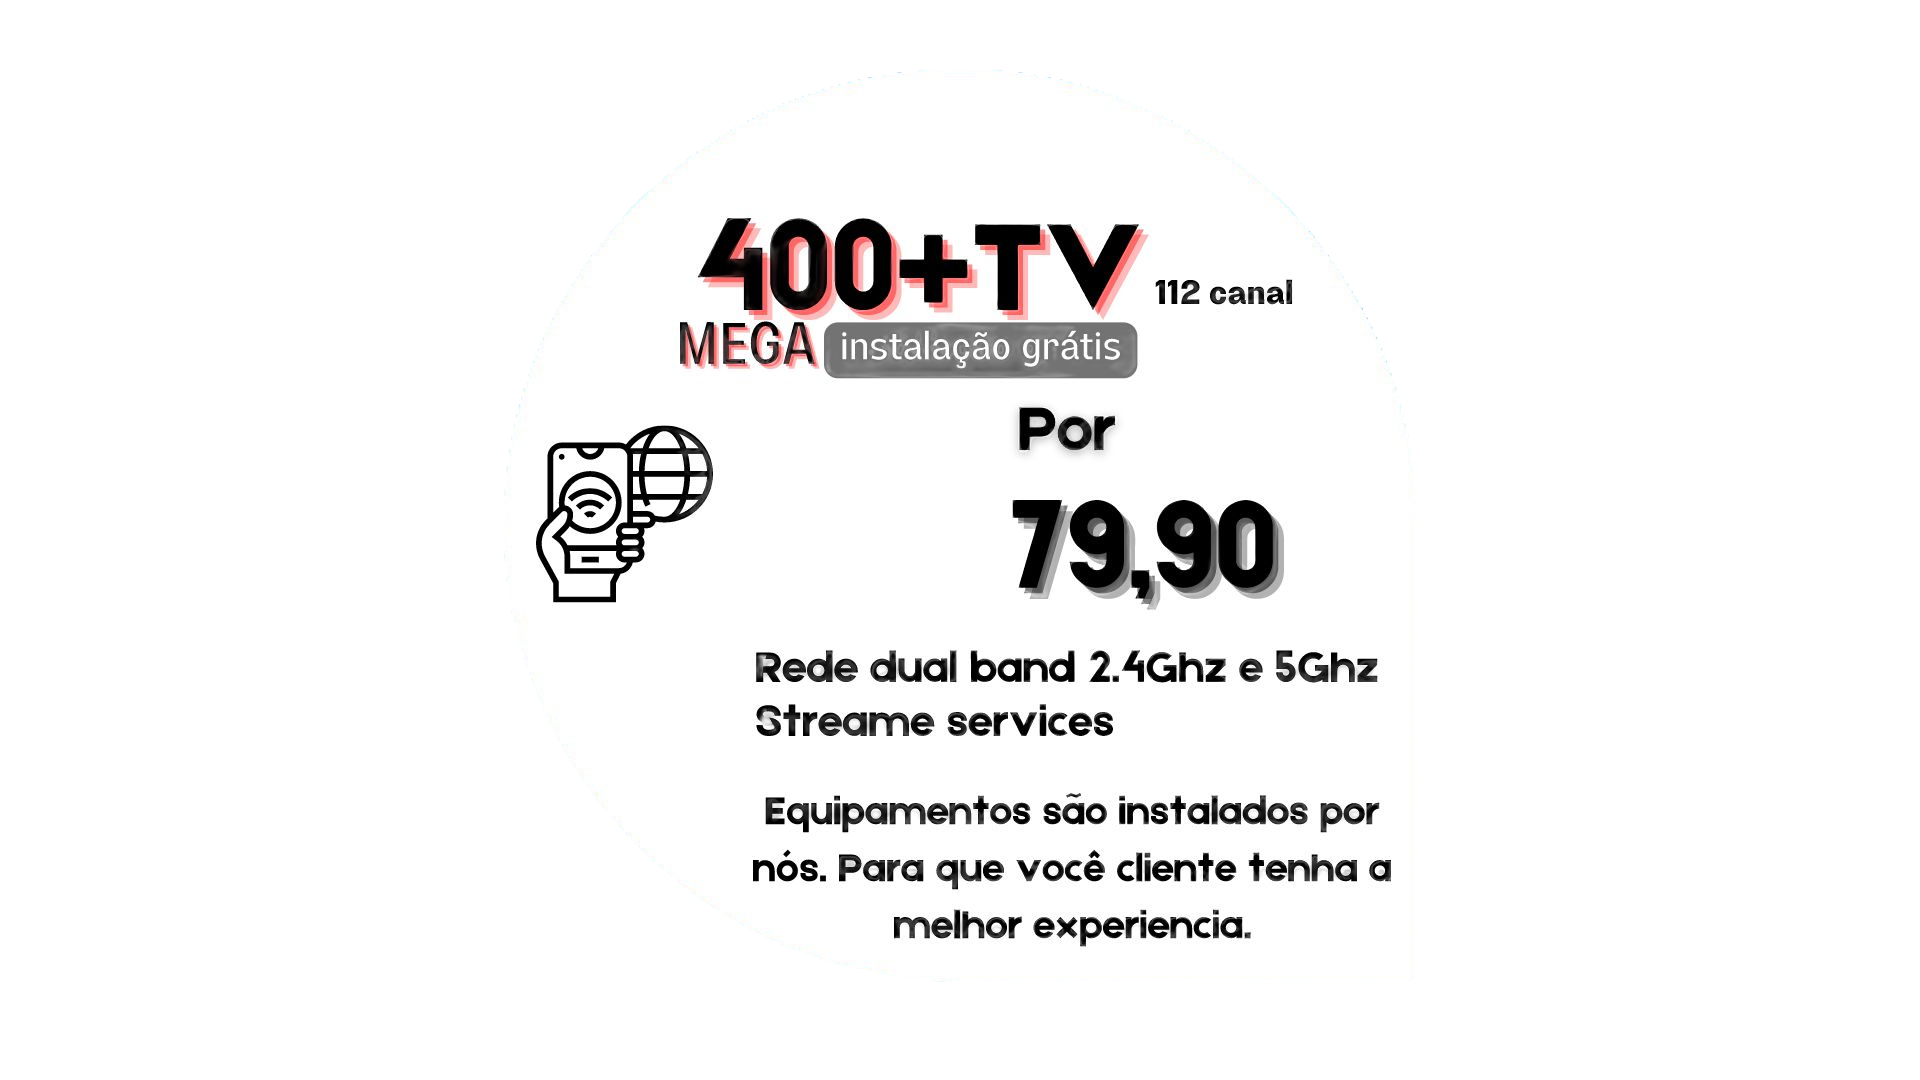 400+TV 112 canal
MEGA instalação grátis
Por
79,90
Rede dual band 2.4Ghz e 5Ghz
Streame services
Equipamentos são instalados por
nós. Para que você cliente tenha a
melhor experiencia.